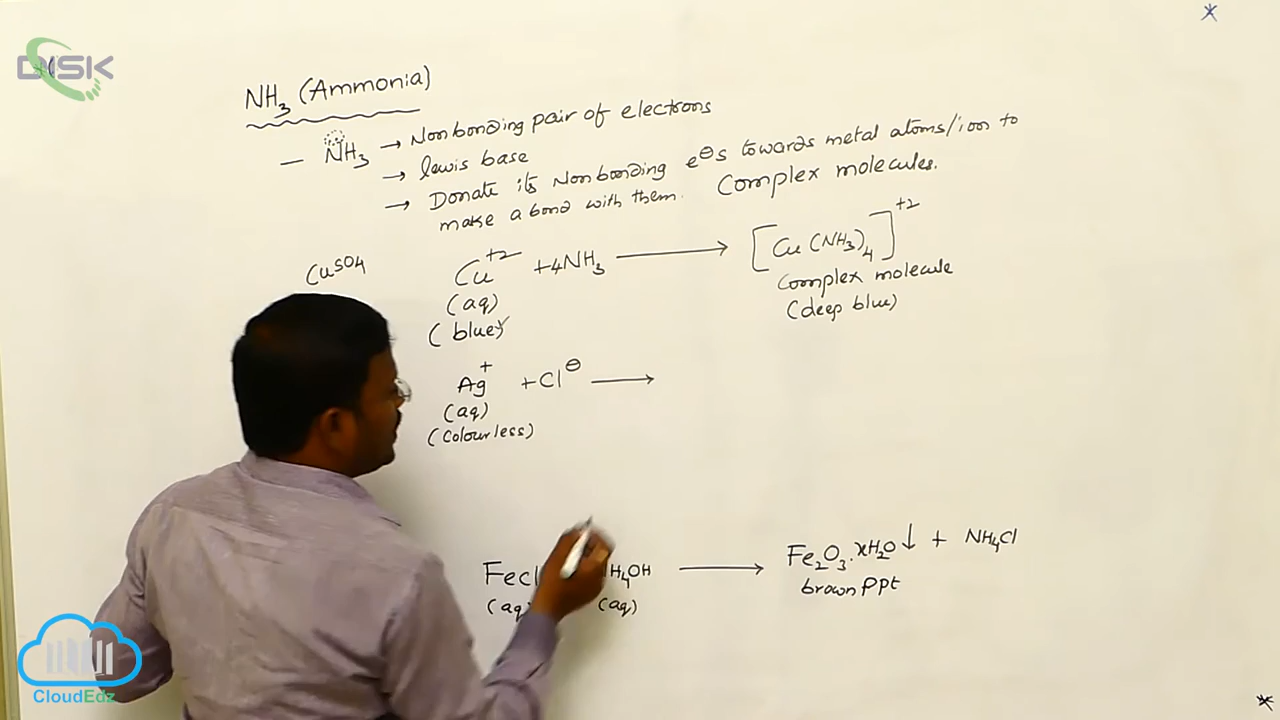 DISK
NH3 (Ammonia)
— NH3 → Nonbonding pair of electrons
→ lewis base
→ Donate its Nonbonding e⊖s towards metal atoms/ion to
make a bond with them. Complex molecules.
CuSO4
Cu+2 +4NH3 ⟶ [Cu(NH3)4]+2
(aq) Complex molecule
(blue) (deep blue)
Ag+ + Cl⊖ ⟶
(aq)
(Colourless)
Fecl H4OH ⟶ Fe2O3.xH2O↓ + NH4Cl
(aq (aq) brown PPt
CloudEdz